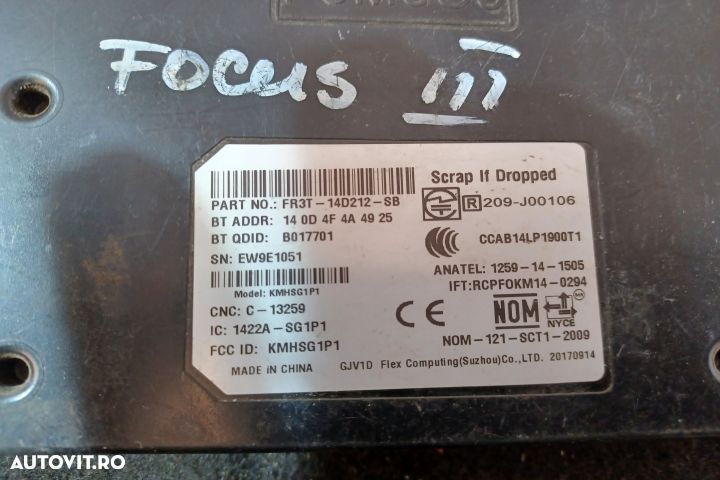 FOCUS III
Scrap If Dropped
PART NO.: FR3T-14D212-SB
R 209-J00106
BT ADDR: 14 0D 4F 4A 49 25
BT QDID: B017701
CCAB14LP1900T1
SN: EW9E1051
ANATEL: 1259-14-1505
IFT:RCPFOKM14-0294
Model: KMHSG1P1
CNC: C-13259
CE NOM NYCE
IC: 1422A-SG1P1
NOM-121-SCT1-2009
FCC ID: KMHSG1P1
MADE IN CHINA GJV1D Flex Computing(Suzhou)Co.,LTD. 20170914
AUTOVIT.RO